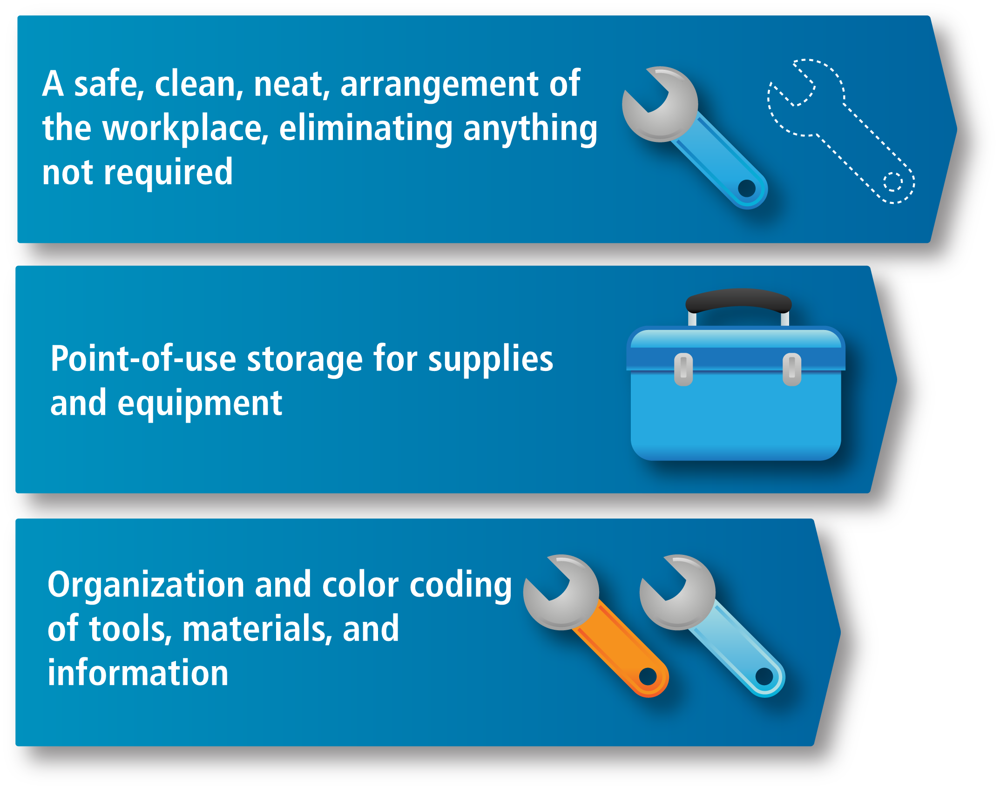 A safe, clean, neat, arrangement of
the workplace, eliminating anything
not required
Point-of-use storage for supplies
and equipment
Organization and color coding
of tools, materials, and
information